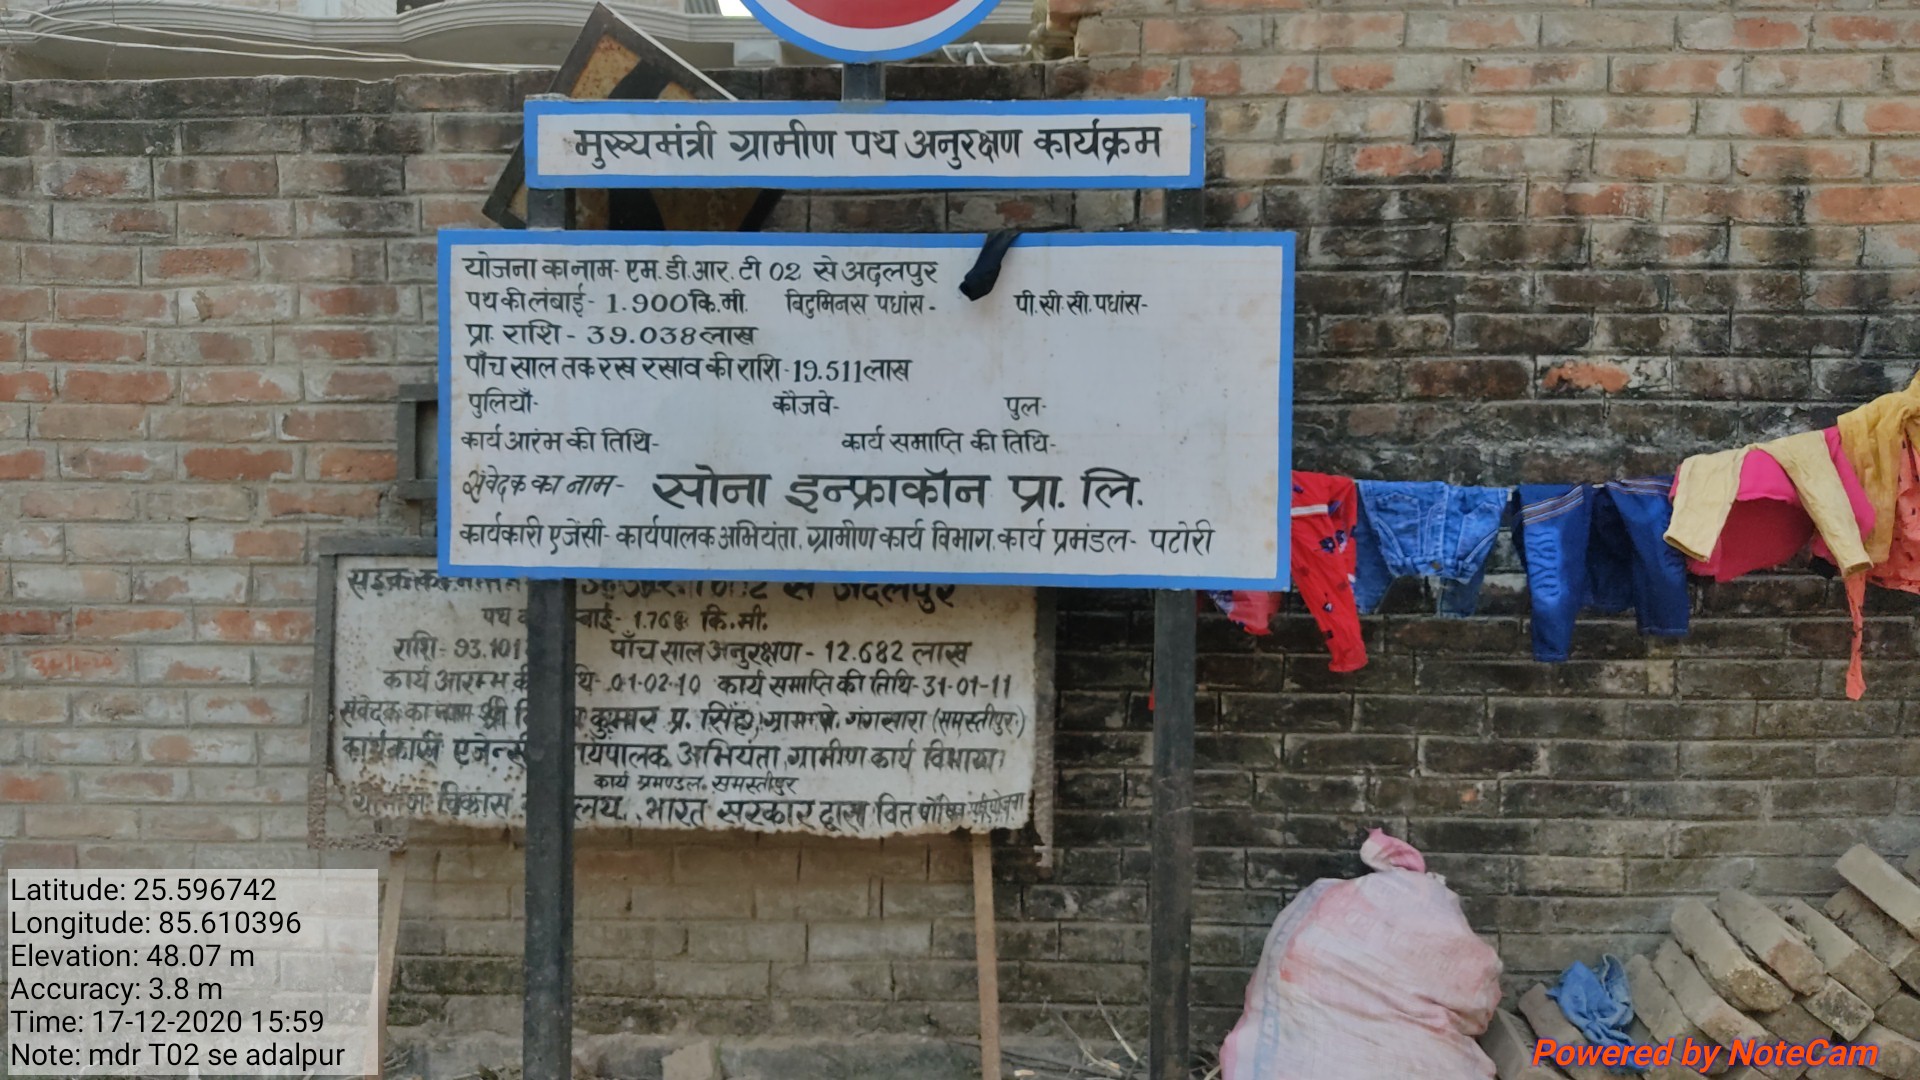 मुख्यमंत्री ग्रामीण पथ अनुरक्षण कार्यक्रम
योजना का नाम- एम.डी.आर.टी 02 से अदलपुर
पथ की लंबाई- 1.900 कि.मी. विटुमिनस पथांस- पी.सी.सी. पथांस-
प्रा. राशि - 39.038 लाख
पाँच साल तक रख रखाव की राशि-19.511 लाख
पुलियाँ- कौजवे- पुल-
कार्य आरंभ की तिथि- कार्य समाप्ति की तिथि-
संवेदक का नाम- सोना इन्फ्राकॉन प्रा. लि.
कार्यकारी एजेंसी- कार्यपालक अभियंता, ग्रामीण कार्य विभाग, कार्य प्रमंडल- पटोरी
से अदलपुर
पथ 1.768 कि.मी.
राशि- 93.101 पाँच साल अनुरक्षण - 12.682 लाख
कार्य आरम्भ की 01-02-10 कार्य समाप्ति की तिथि-31-01-11
संवेदक का नाम श्री कुमार प्र. सिंह, गंगसारा (समस्तीपुर)
कार्यकारी एजेन्सी कार्यपालक अभियंता, ग्रामीण कार्य विभाग
कार्य प्रमण्डल, समस्तीपुर
विकास भारत सरकार द्वारा वित्त
Latitude: 25.596742
Longitude: 85.610396
Elevation: 48.07 m
Accuracy: 3.8 m
Time: 17-12-2020 15:59
Note: mdr T02 se adalpur
Powered by NoteCam